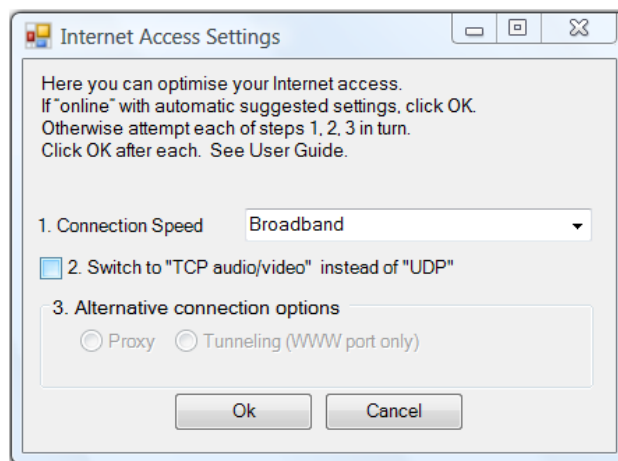 Internet Access Settings
Here you can optimise your Internet access.
If "online" with automatic suggested settings, click OK.
Otherwise attempt each of steps 1, 2, 3 in turn.
Click OK after each. See User Guide.
1. Connection Speed Broadband
2. Switch to "TCP audio/video" instead of "UDP"
3. Alternative connection options
Proxy Tunneling (WWW port only)
Ok Cancel